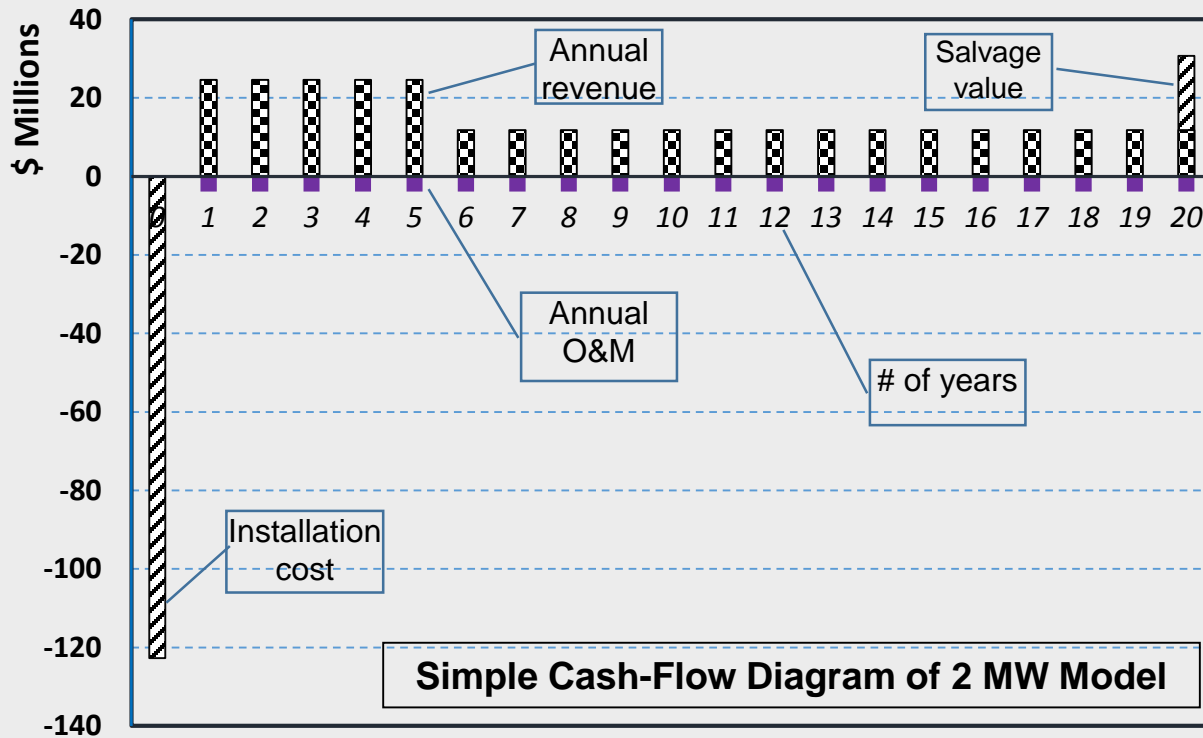 $ Millions
40
20
0
-20
-40
-60
-80
-100
-120
-140
Annual
revenue
Salvage
value
0 1 2 3 4 5 6 7 8 9 10 11 12 13 14 15 16 17 18 19 20
Annual
O&M
# of years
Installation
cost
Simple Cash-Flow Diagram of 2 MW Model